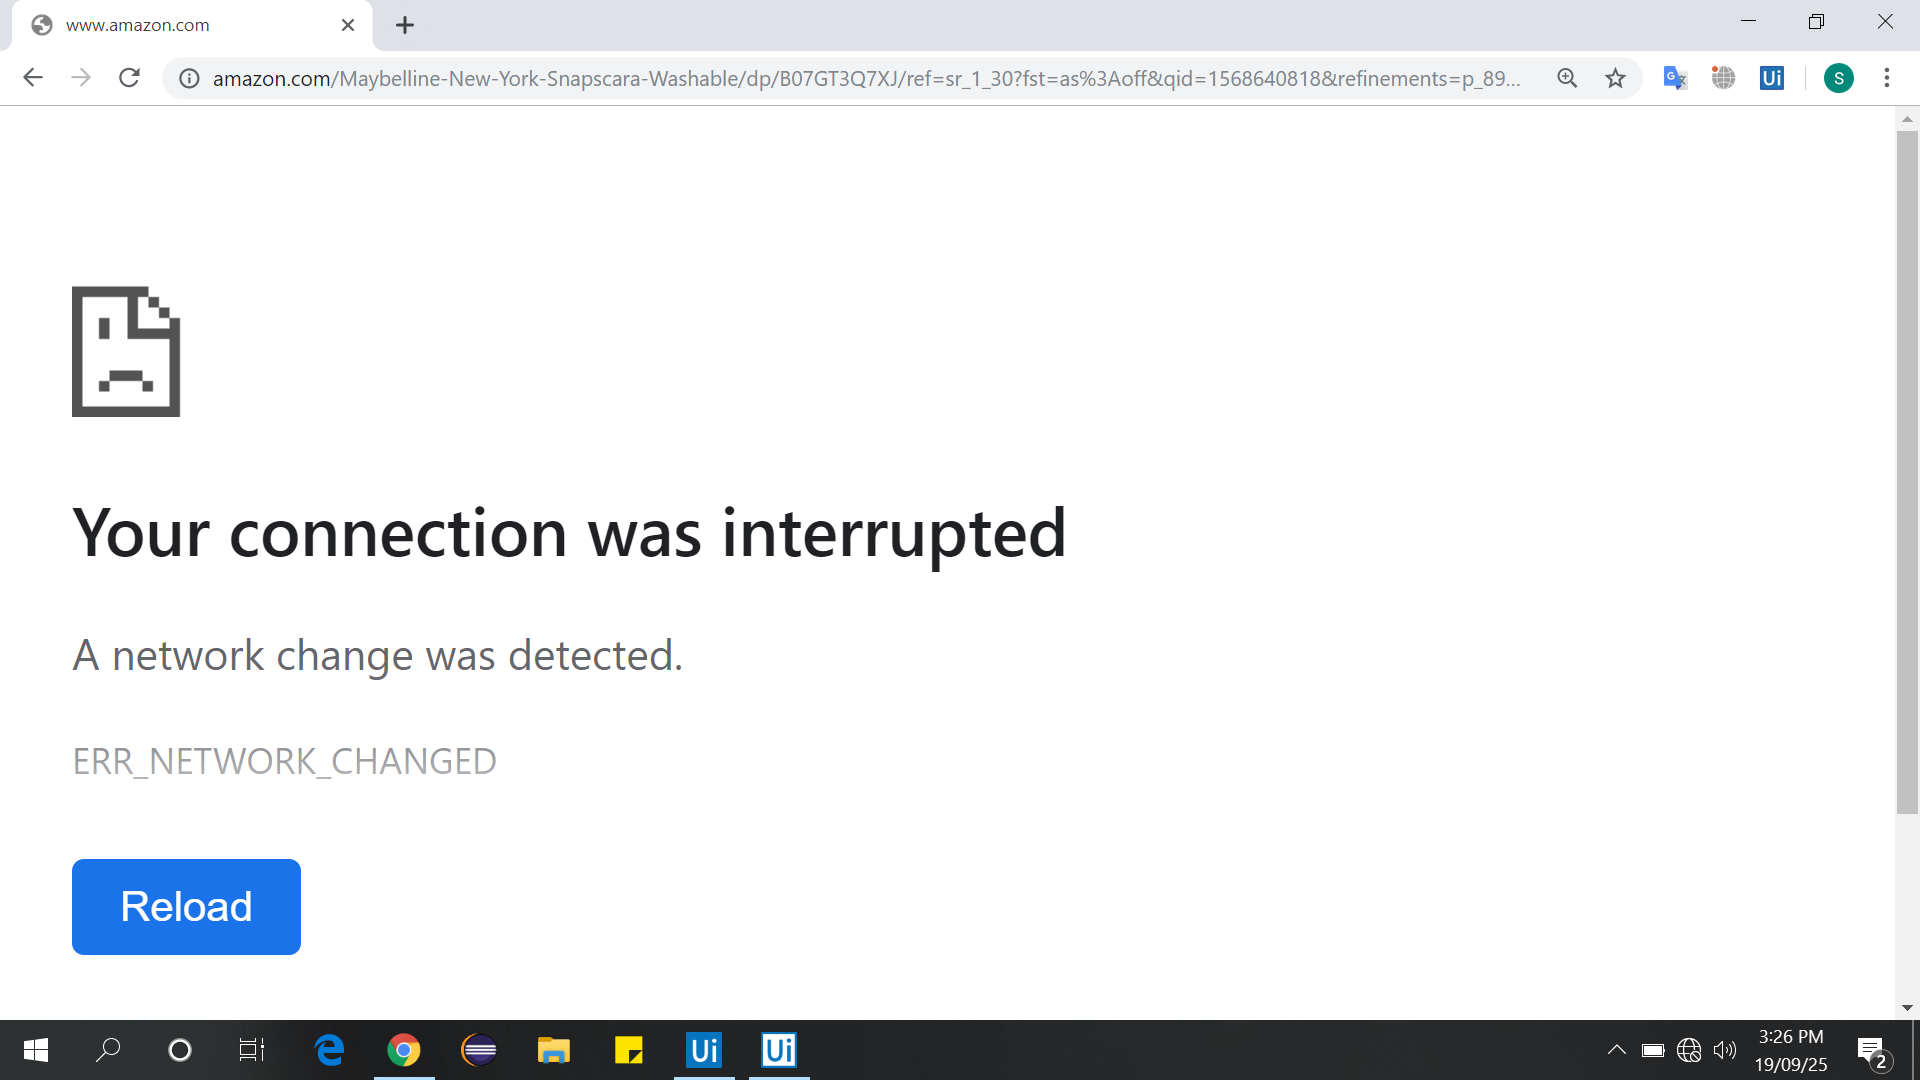 www.amazon.com
amazon.com/Maybelline-New-York-Snapscara-Washable/dp/B07GT3Q7XJ/ref=sr_1_30?fst=as%3Aoff&qid=1568640818&refinements=p_89...
Ui
S
Your connection was interrupted
A network change was detected.
ERR_NETWORK_CHANGED
Reload
Ui
Ui
3:26 PM
19/09/25
2